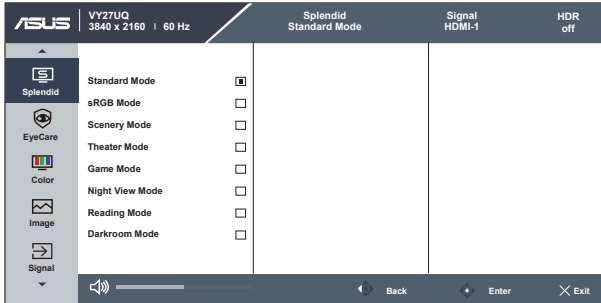 ASUS
VY27UQ
3840 x 2160 | 60 Hz
Splendid
Standard Mode
Signal
HDMI-1
HDR
off
Splendid
EyeCare
Color
Image
Signal
Standard Mode
sRGB Mode
Scenery Mode
Theater Mode
Game Mode
Night View Mode
Reading Mode
Darkroom Mode
Back
Enter
Exit